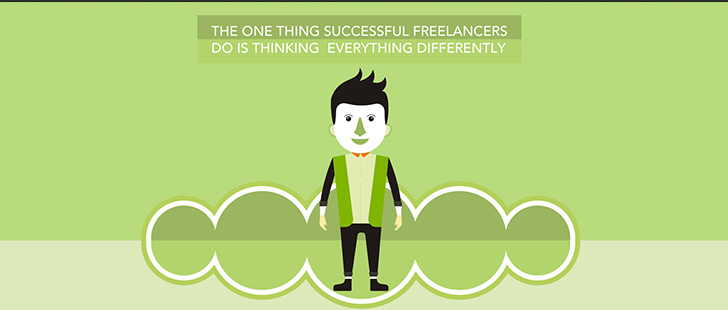 THE ONE THING SUCCESSFUL FREELANCERS
DO IS THINKING EVERYTHING DIFFERENTLY